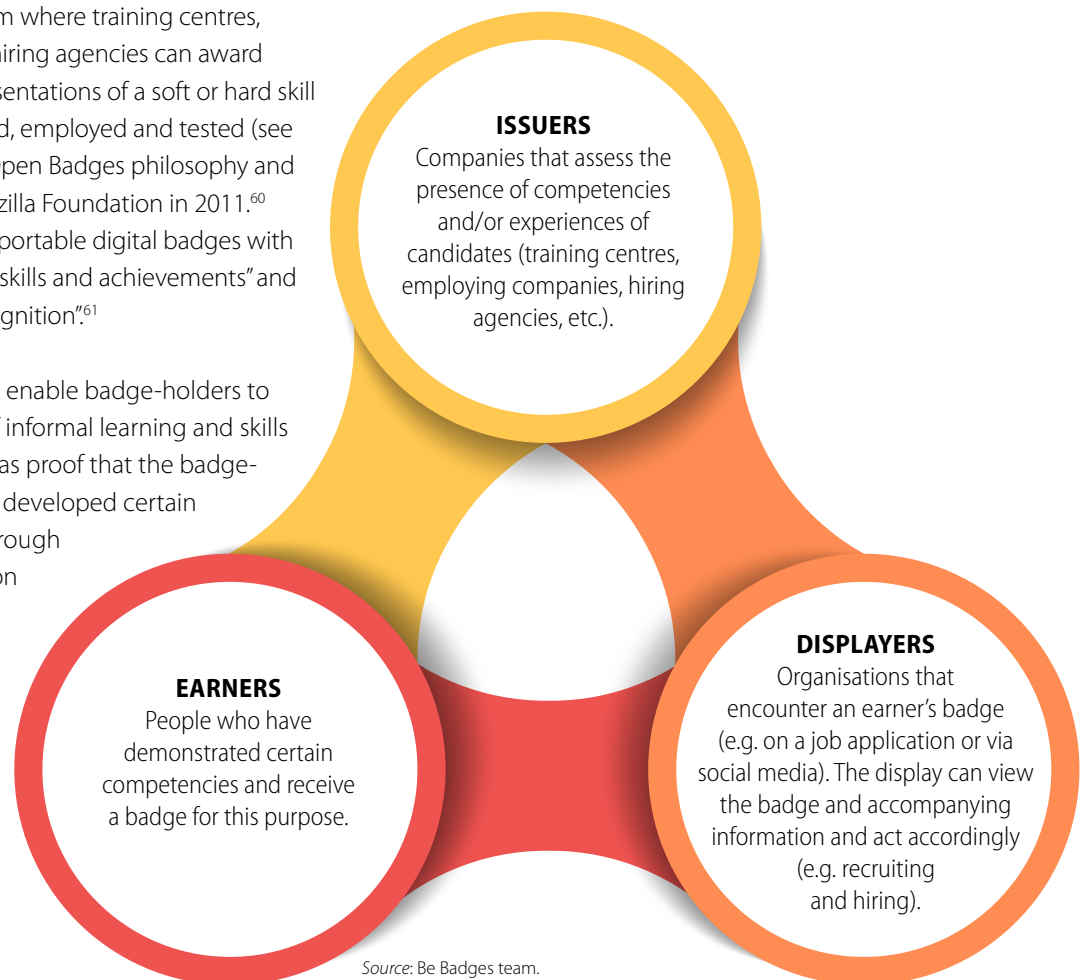 m where training centres,
hiring agencies can award
sentations of a soft or hard skill
d, employed and tested (see
Open Badges philosophy and
zilla Foundation in 2011.60
portable digital badges with
skills and achievements" and
gnition".61
enable badge-holders to
f informal learning and skills
as proof that the badge-
developed certain
rough
on
ISSUERS
Companies that assess the
presence of competencies
and/or experiences of
candidates (training centres,
employing companies, hiring
agencies, etc.).
EARNERS
People who have
demonstrated certain
competencies and receive
a badge for this purpose.
DISPLAYERS
Organisations that
encounter an earner's badge
(e.g. on a job application or via
social media). The display can view
the badge and accompanying
information and act accordingly
(e.g. recruiting
and hiring).
Source: Be Badges team.